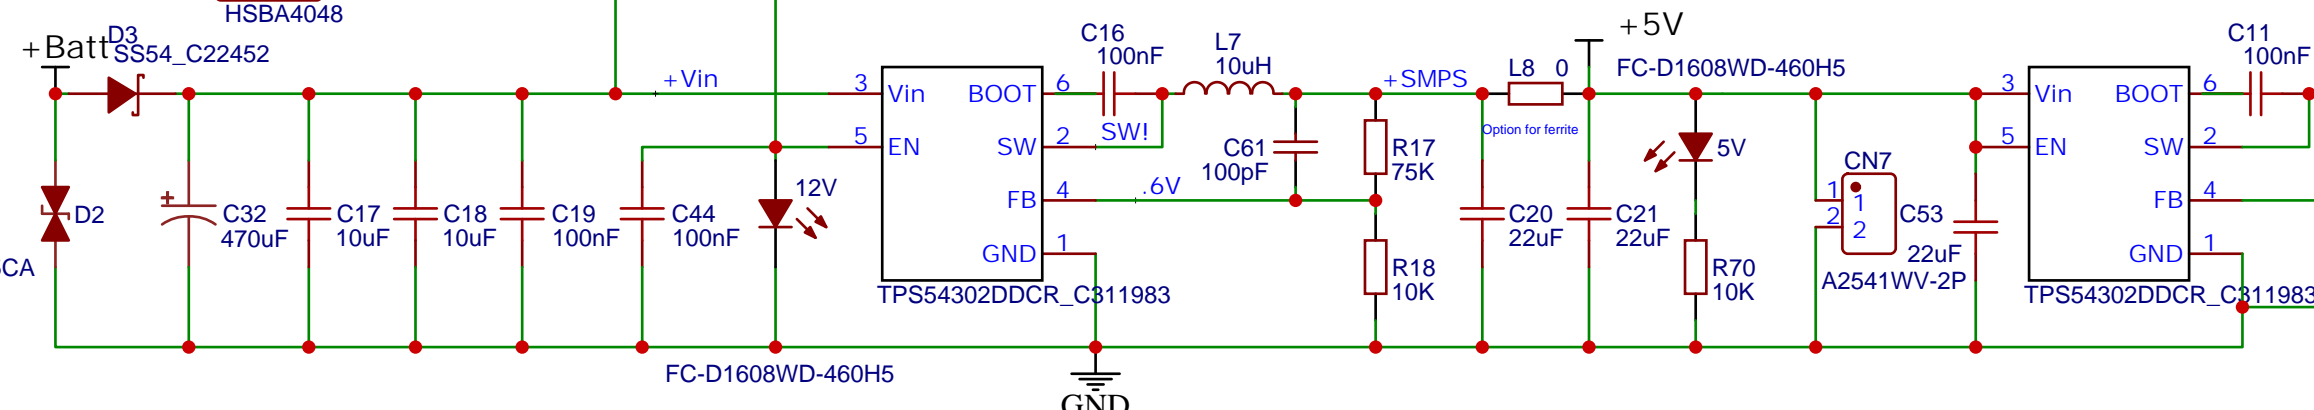 HSBA4048
+Batt
D3
SS54_C22452
+Vin
D2
CA
C32
470uF
C17
10uF
C18
10uF
C19
100nF
C44
100nF
12V
FC-D1608WD-460H5
3
Vin
5
EN
BOOT
6
SW
2
FB
4
GND
1
TPS54302DDCR_C311983
C16
100nF
SW!
L7
10uH
.6V
C61
100pF
+SMPS
R17
75K
R18
10K
L8 0
Option for ferrite
C20
22uF
C21
22uF
+5V
FC-D1608WD-460H5
5V
R70
10K
CN7
1
2
1
2
A2541WV-2P
C53
22uF
3
Vin
5
EN
BOOT
6
SW
2
FB
4
GND
1
TPS54302DDCR_C311983
C11
100nF
GND